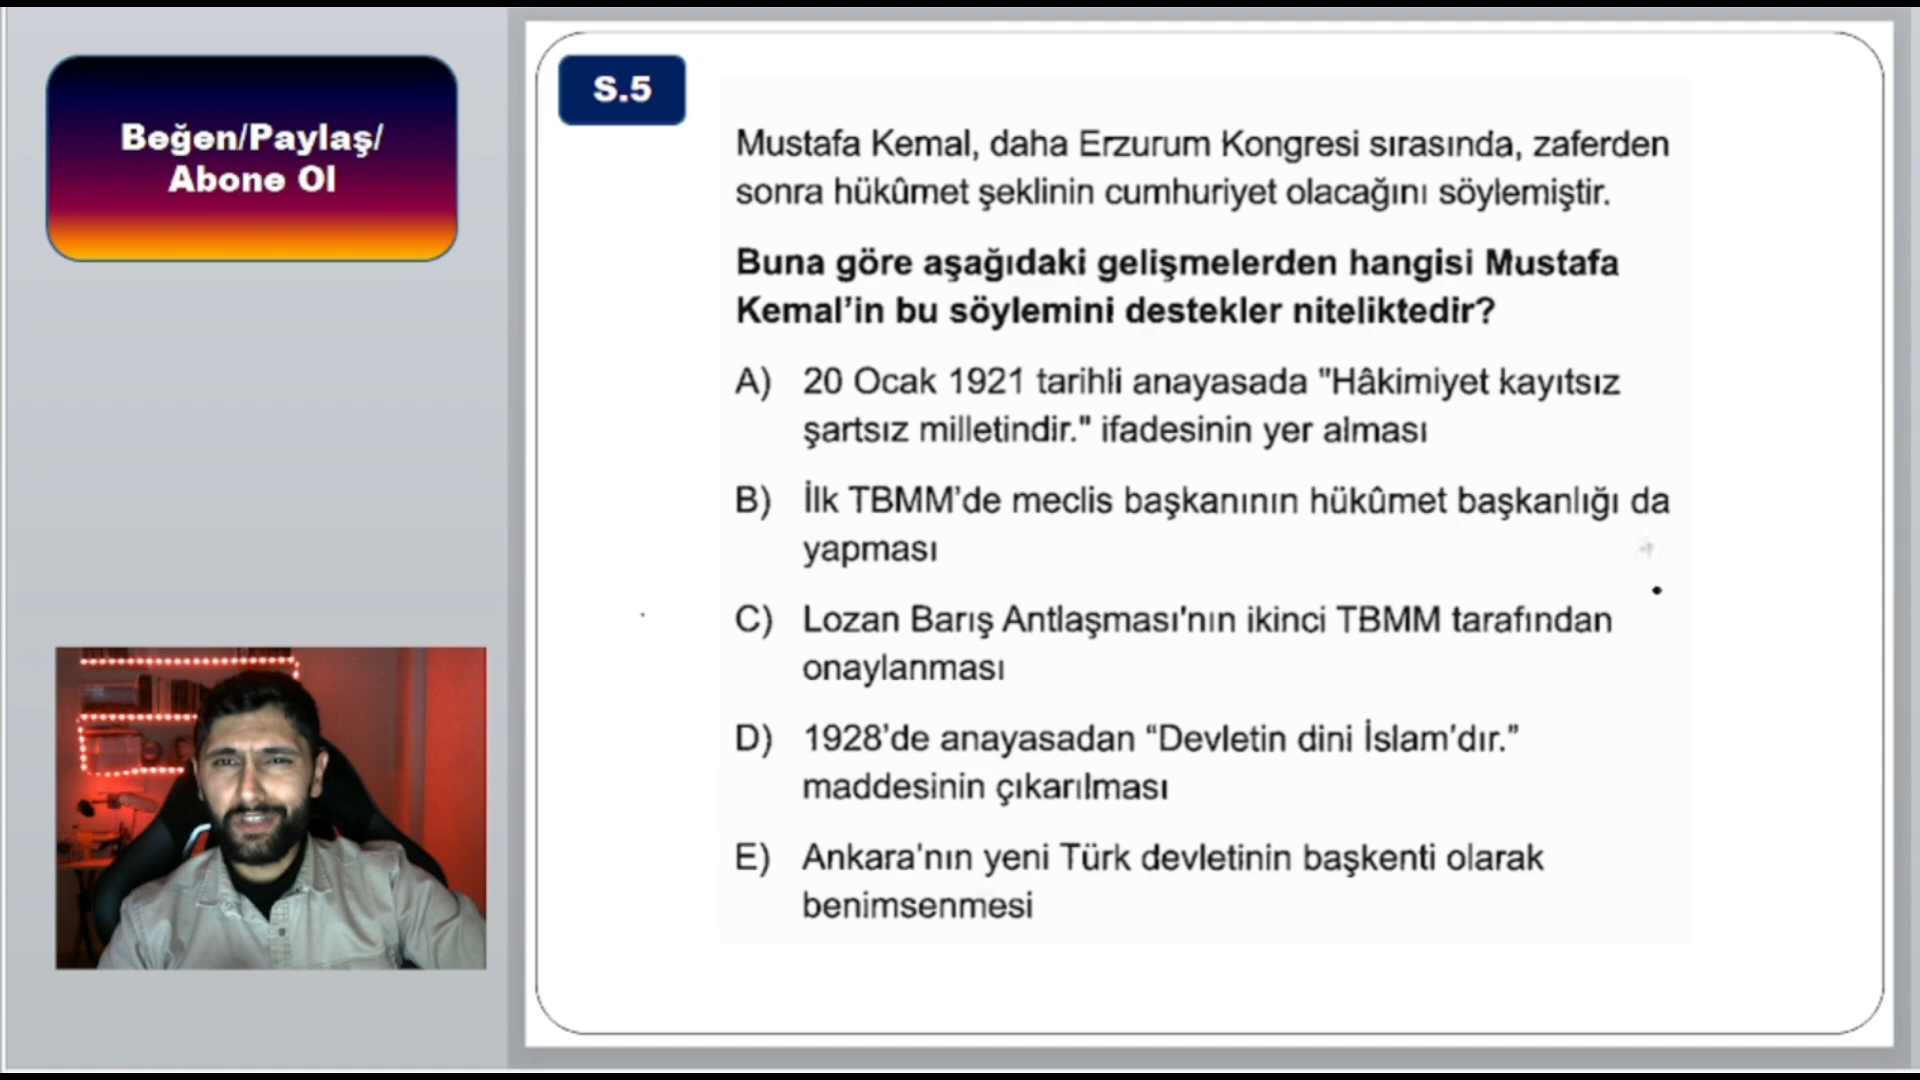 Beğen/Paylaş/
Abone Ol
S.5
Mustafa Kemal, daha Erzurum Kongresi sırasında, zaferden
sonra hükûmet şeklinin cumhuriyet olacağını söylemiştir.
Buna göre aşağıdaki gelişmelerden hangisi Mustafa
Kemal’in bu söylemini destekler niteliktedir?
A) 20 Ocak 1921 tarihli anayasada "Hâkimiyet kayıtsız
şartsız milletindir." ifadesinin yer alması
B) İlk TBMM’de meclis başkanının hükûmet başkanlığı da
yapması
C) Lozan Barış Antlaşması'nın ikinci TBMM tarafından
onaylanması
D) 1928’de anayasadan “Devletin dini İslam’dır.”
maddesinin çıkarılması
E) Ankara'nın yeni Türk devletinin başkenti olarak
benimsenmesi